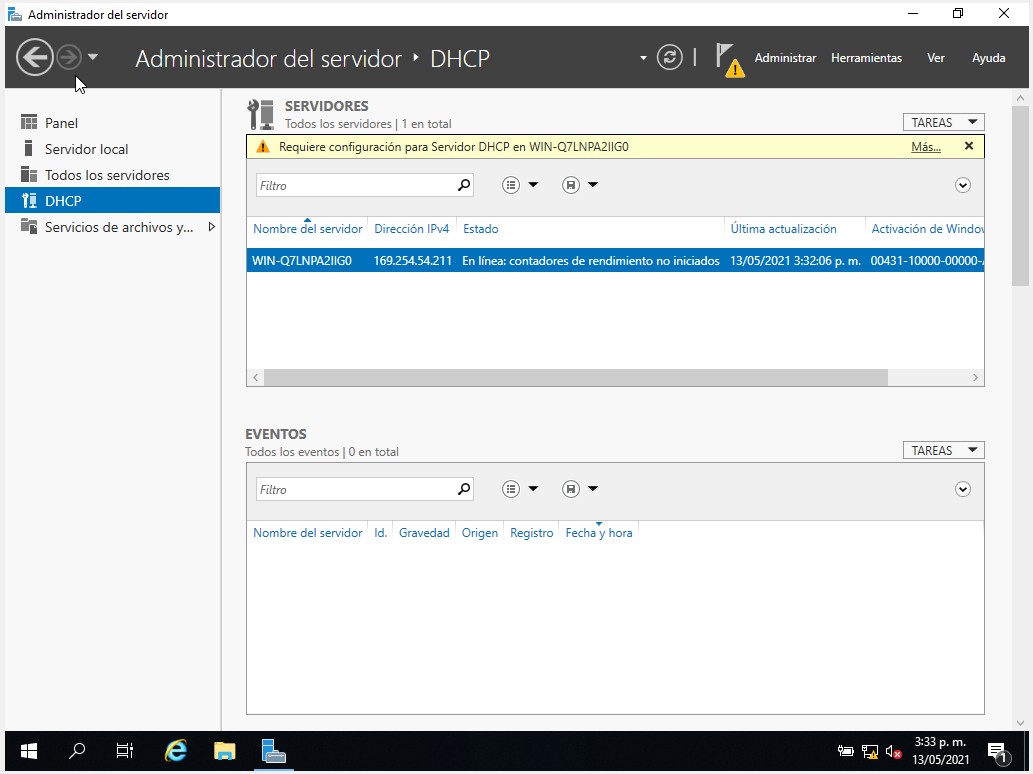 Administrador del servidor
Administrador del servidor DHCP
Administrar Herramientas Ver Ayuda
Panel
Servidor local
Todos los servidores
DHCP
Servicios de archivos y...
SERVIDORES
Todos los servidores | 1 en total
TAREAS
Requiere configuración para Servidor DHCP en WIN-Q7LNPA2IIG0
Más...
Filtro
Nombre del servidor Dirección IPv4 Estado Última actualización Activación de Window
WIN-Q7LNPA2IIG0 169.254.54.211 En línea: contadores de rendimiento no iniciados 13/05/2021 3:32:06 p. m. 00431-10000-00000-
EVENTOS
Todos los eventos | 0 en total
TAREAS
Filtro
Nombre del servidor Id. Gravedad Origen Registro Fecha y hora
3:33 p. m.
13/05/2021
1